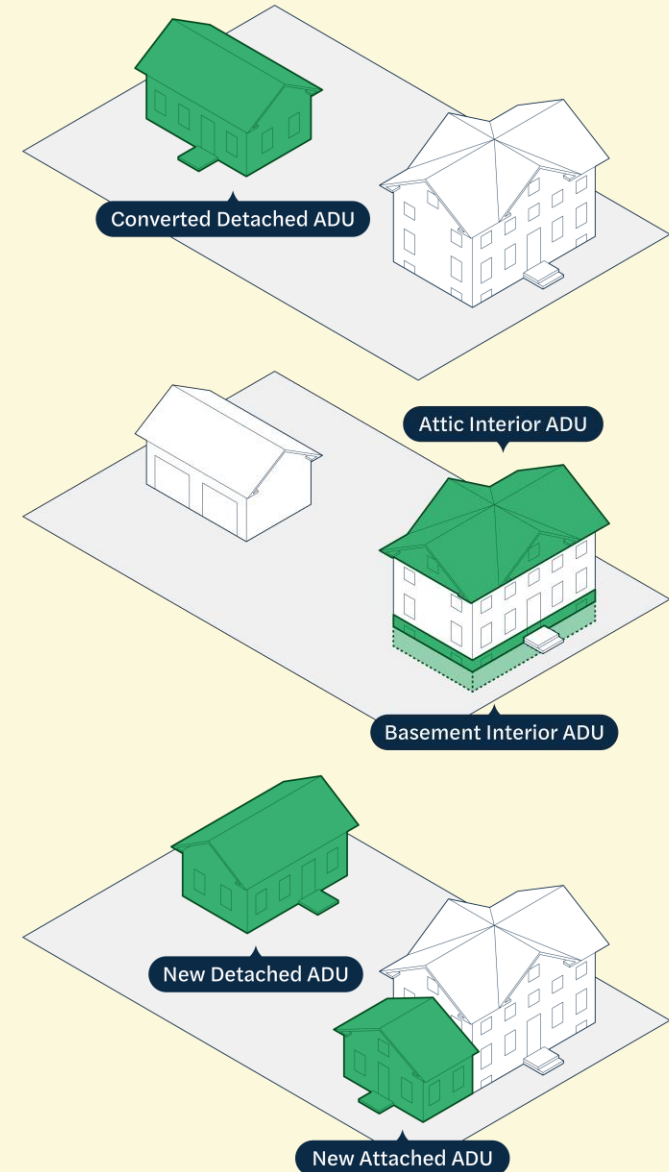 Converted Detached ADU
Attic Interior ADU
Basement Interior ADU
New Detached ADU
New Attached ADU